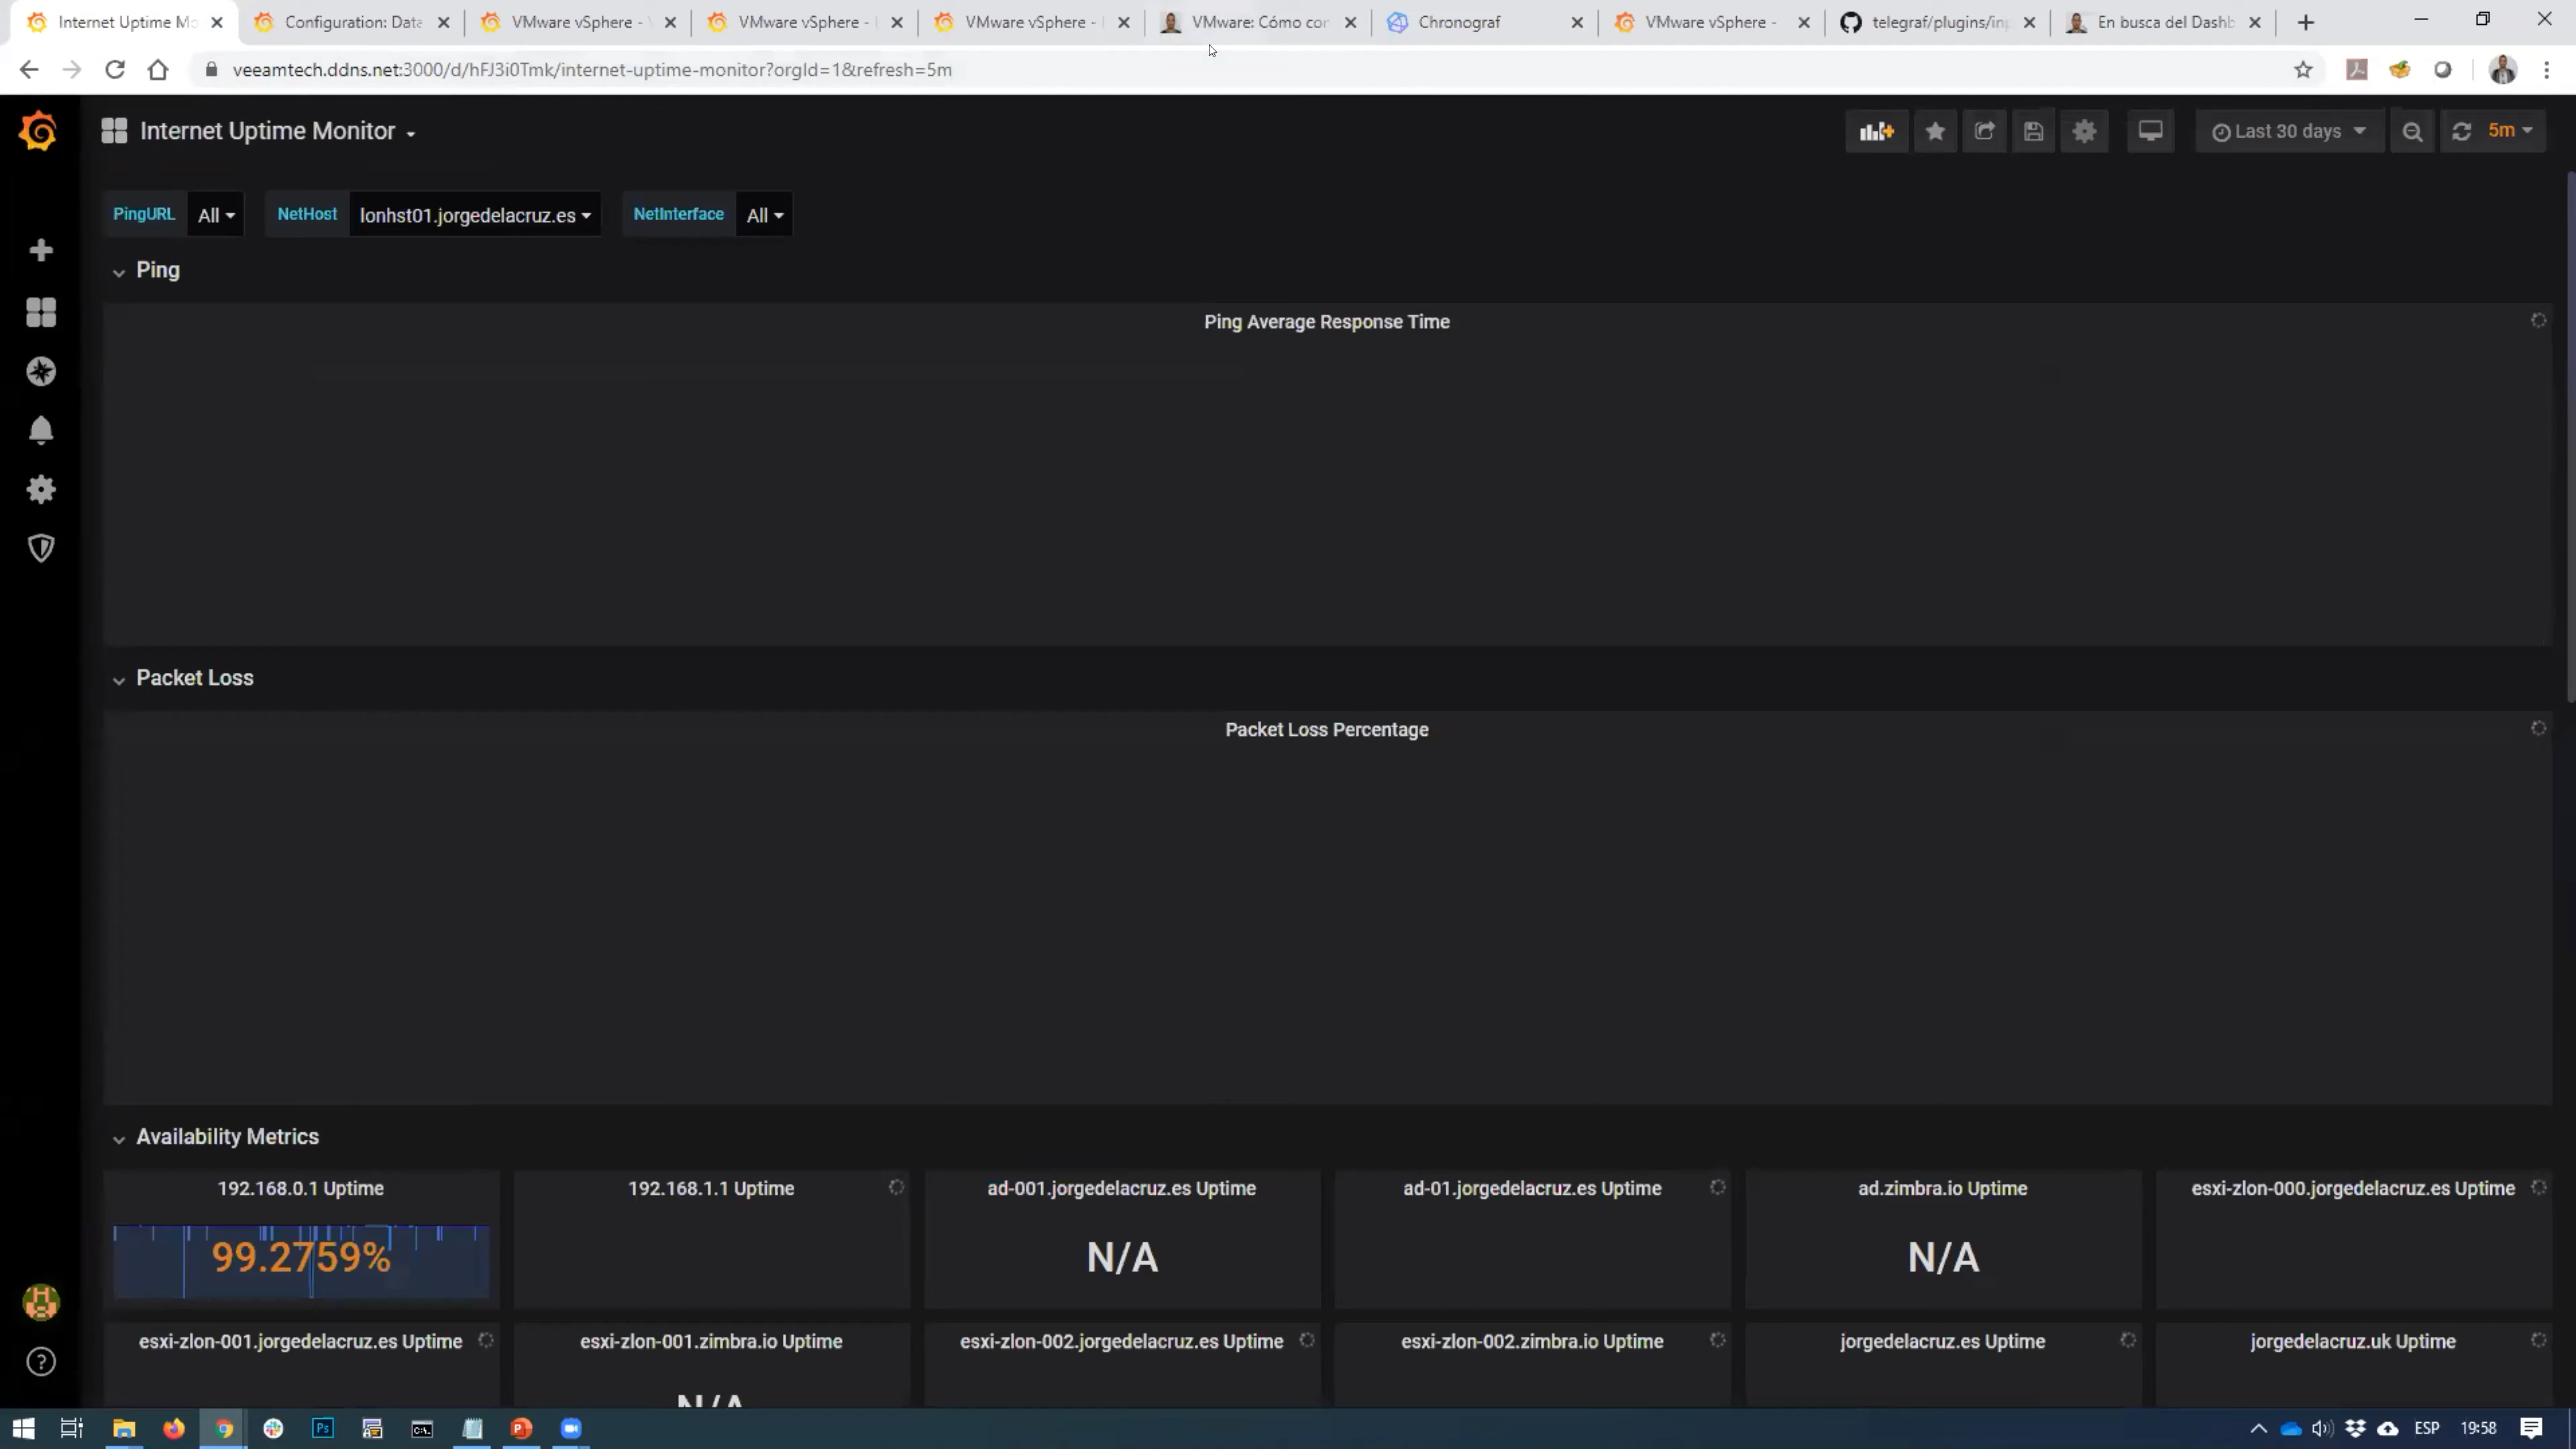 Internet Uptime Mo
Configuration: Data
VMware vSphere -
VMware vSphere -
VMware vSphere -
VMware: Cómo con
Chronograf
VMware vSphere -
telegraf/plugins/inp
En busca del Dashb
veeamtech.ddns.net:3000/d/hFJ3i0Tmk/internet-uptime-monitor?orgId=1&refresh=5m
Internet Uptime Monitor
Last 30 days
5m
PingURL
All
NetHost
lonhst01.jorgedelacruz.es
NetInterface
All
Ping
Ping Average Response Time
Packet Loss
Packet Loss Percentage
Availability Metrics
192.168.0.1 Uptime
192.168.1.1 Uptime
ad-001.jorgedelacruz.es Uptime
ad-01.jorgedelacruz.es Uptime
ad.zimbra.io Uptime
esxi-zlon-000.jorgedelacruz.es Uptime
99.2759%
N/A
N/A
esxi-zlon-001.jorgedelacruz.es Uptime
esxi-zlon-001.zimbra.io Uptime
esxi-zlon-002.jorgedelacruz.es Uptime
esxi-zlon-002.zimbra.io Uptime
jorgedelacruz.es Uptime
jorgedelacruz.uk Uptime
N/A
Ps
C:\
P
ESP
19:58